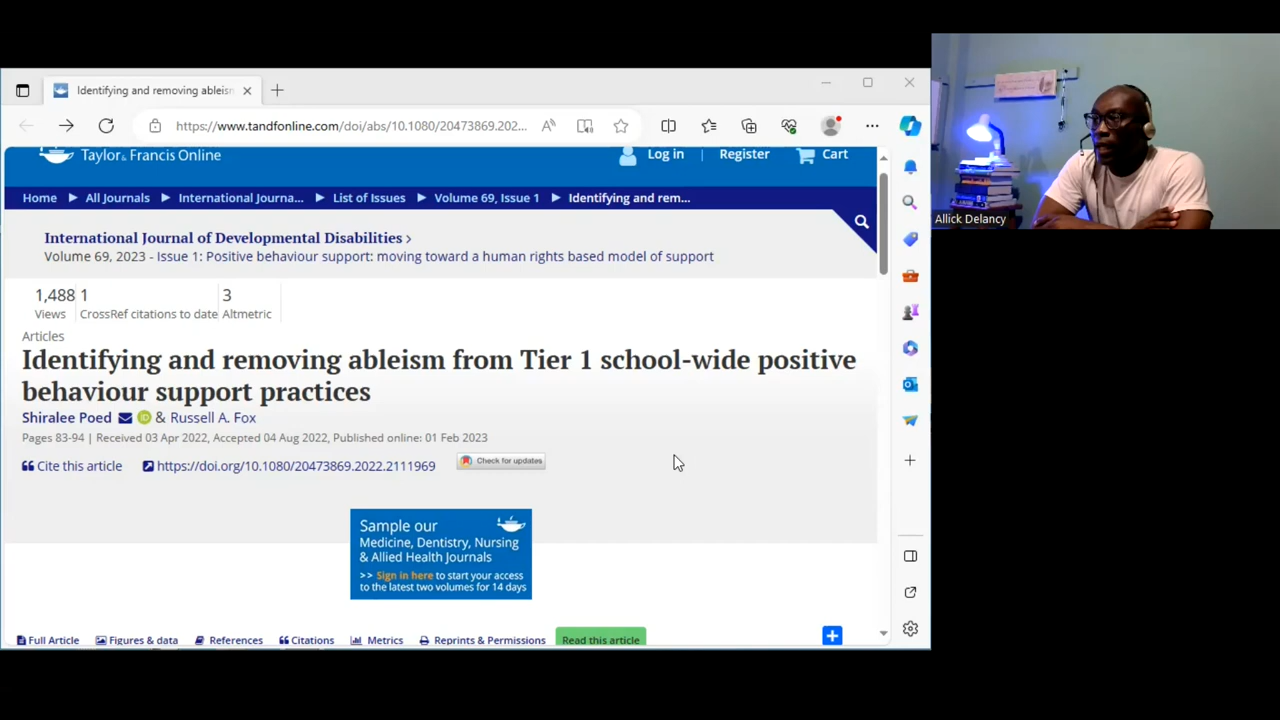 Identifying and removing ableism
https://www.tandfonline.com/doi/abs/10.1080/20473869.202...
Taylor & Francis Online
Log in | Register Cart
Home All Journals International Journa... List of Issues Volume 69, Issue 1 Identifying and rem...
International Journal of Developmental Disabilities >
Volume 69, 2023 - Issue 1: Positive behaviour support: moving toward a human rights based model of support
1,488 1 3
Views CrossRef citations to date Altmetric
Articles
Identifying and removing ableism from Tier 1 school-wide positive
behaviour support practices
Shiralee Poed & Russell A. Fox
Pages 83-94 | Received 03 Apr 2022, Accepted 04 Aug 2022, Published online: 01 Feb 2023
Cite this article https://doi.org/10.1080/20473869.2022.2111969 Check for updates
Sample our
Medicine, Dentistry, Nursing
& Allied Health Journals
>> Sign in here to start your access
to the latest two volumes for 14 days
Full Article Figures & data References Citations Metrics Reprints & Permissions Read this article
Allick Delancy